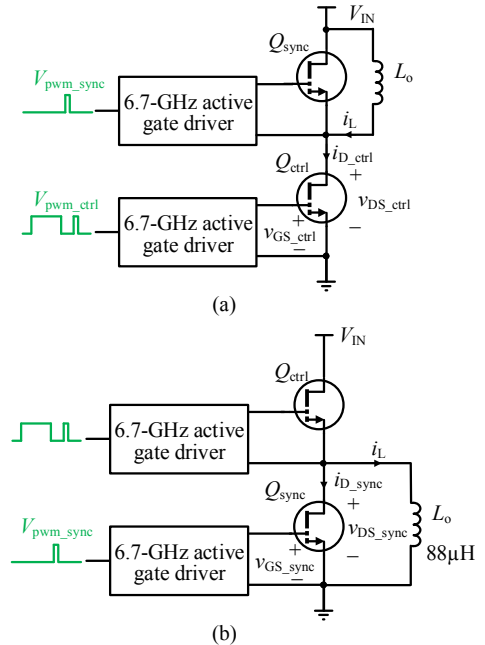 V_IN
Q_sync
V_pwm_sync
6.7-GHz active
gate driver
L_o
i_L
i_D_ctrl
Q_ctrl
+
V_pwm_ctrl
6.7-GHz active
gate driver
+
v_GS_ctrl
−
v_DS_ctrl
−
(a)
V_IN
Q_ctrl
6.7-GHz active
gate driver
i_L
i_D_sync
Q_sync
+
V_pwm_sync
6.7-GHz active
gate driver
+
v_GS_sync
−
v_DS_sync
−
L_o
88µH
(b)